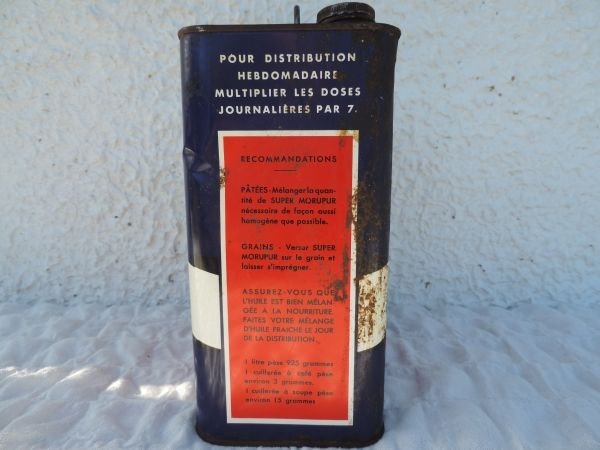 POUR DISTRIBUTION
HEBDOMADAIRE
MULTIPLIER LES DOSES
JOURNALIÈRES PAR 7.
RECOMMANDATIONS
PÂTÉES - Mélanger la quan-
tité de SUPER MORUPUR
nécessaire de façon aussi
homogène que possible.
GRAINS - Verser SUPER
MORUPUR sur le grain et
laisser s'imprégner.
ASSUREZ-VOUS QUE
L'HUILE EST BIEN MÉLAN-
GÉE A LA NOURRITURE.
FAITES VOTRE MÉLANGE
D'HUILE FRAICHE LE JOUR
DE LA DISTRIBUTION.
1 litre pèse 925 grammes
1 cuillerée à café pèse
environ 3 grammes.
1 cuillerée à soupe pèse
environ 15 grammes